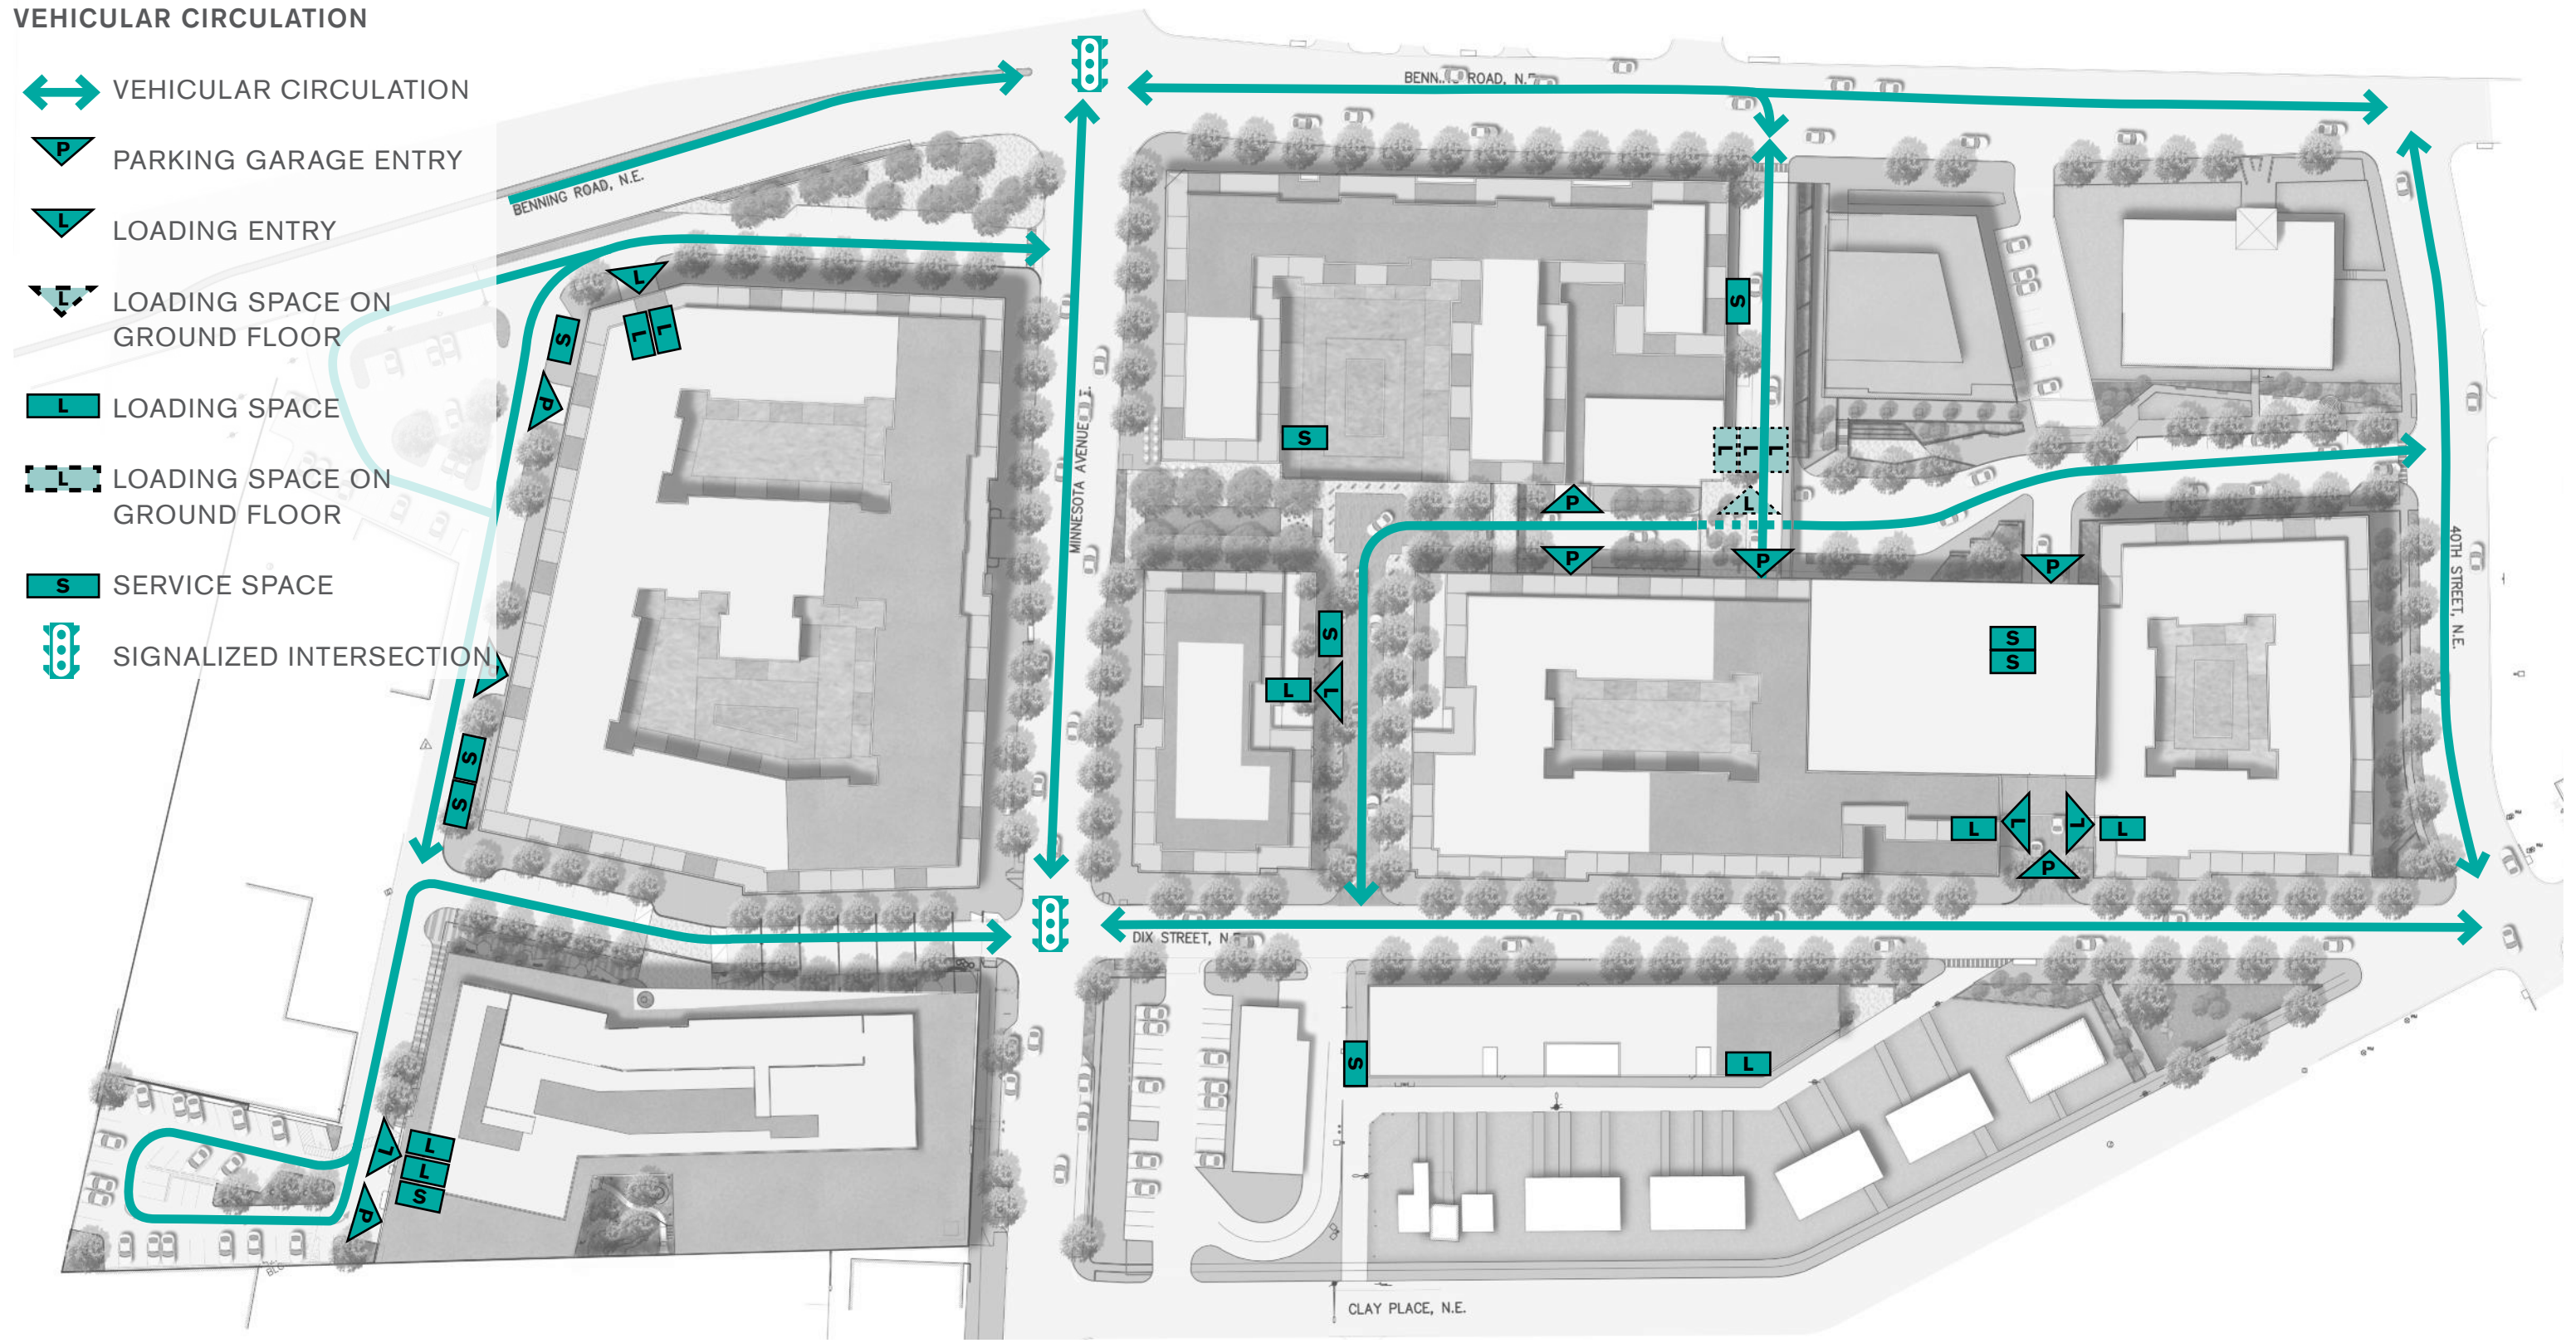 VEHICULAR CIRCULATION
VEHICULAR CIRCULATION
P PARKING GARAGE ENTRY
L LOADING ENTRY
L LOADING SPACE ON
GROUND FLOOR
L LOADING SPACE
L LOADING SPACE ON
GROUND FLOOR
S SERVICE SPACE
SIGNALIZED INTERSECTION
BENNING ROAD, N.E.
ROAD, N.E.
MINNESOTA AVENUE
40TH STREET, N.E.
DIX STREET, N.E.
CLAY PLACE, N.E.
L
L
L
S
P
S
S
S
S
P
P
L
L
L
L
P
P
S
L
L
S
S
L
L
L
L
P
L
L
L
S
P
S
L